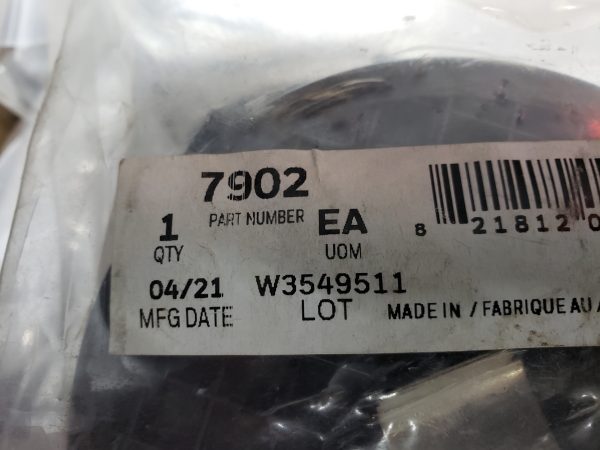 7902
PART NUMBER
1 EA
QTY UOM
04/21 W3549511
MFG DATE LOT
8 21812 0
MADE IN / FABRIQUE AU /